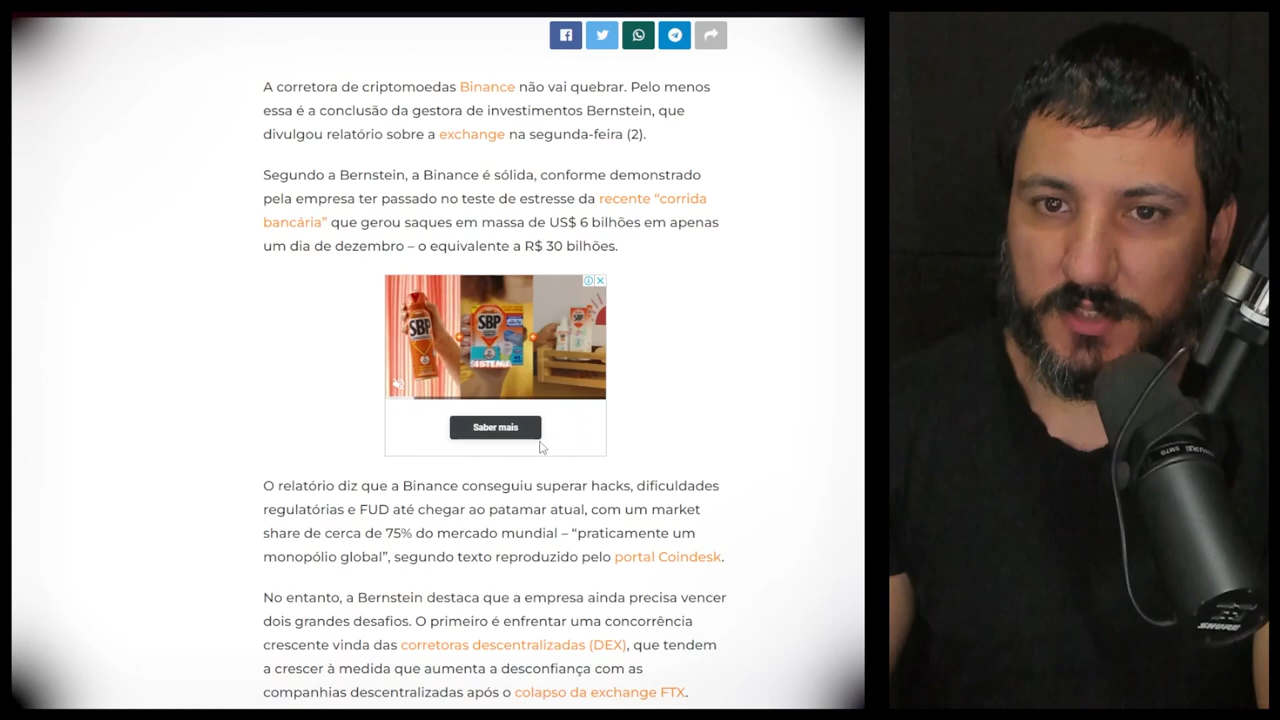 A corretora de criptomoedas Binance não vai quebrar. Pelo menos
essa é a conclusão da gestora de investimentos Bernstein, que
divulgou relatório sobre a exchange na segunda-feira (2).
Segundo a Bernstein, a Binance é sólida, conforme demonstrado
pela empresa ter passado no teste de estresse da recente “corrida
bancária” que gerou saques em massa de US$ 6 bilhões em apenas
um dia de dezembro – o equivalente a R$ 30 bilhões.
SBP
SBP
SISTEMA
Saber mais
O relatório diz que a Binance conseguiu superar hacks, dificuldades
regulatórias e FUD até chegar ao patamar atual, com um market
share de cerca de 75% do mercado mundial – “praticamente um
monopólio global”, segundo texto reproduzido pelo portal Coindesk.
No entanto, a Bernstein destaca que a empresa ainda precisa vencer
dois grandes desafios. O primeiro é enfrentar uma concorrência
crescente vinda das corretoras descentralizadas (DEX), que tendem
a crescer à medida que aumenta a desconfiança com as
companhias descentralizadas após o colapso da exchange FTX.
SHURE